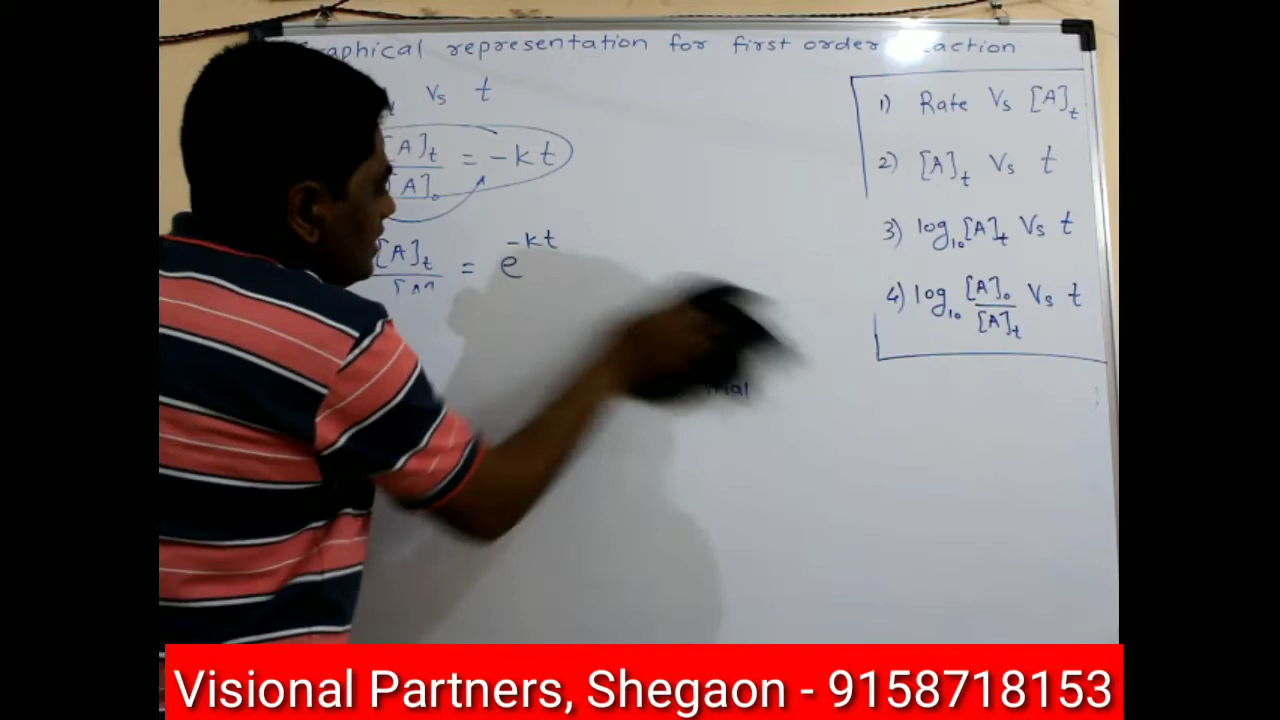 representation for first order
vs t
[A]t / [A]₀ = -kt
[A]t = e^-kt
1) Rate Vs [A]t
2) [A]t Vs t
3) log₁₀[A]t Vs t
4) log₁₀ [A]₀ / [A]t Vs t
Visional Partners, Shegaon - 9158718153